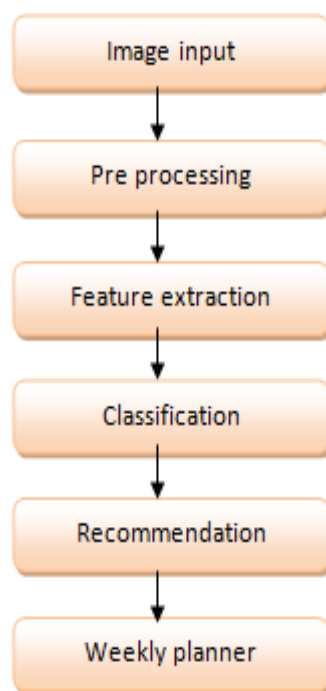 Image input
Pre processing
Feature extraction
Classification
Recommendation
Weekly planner